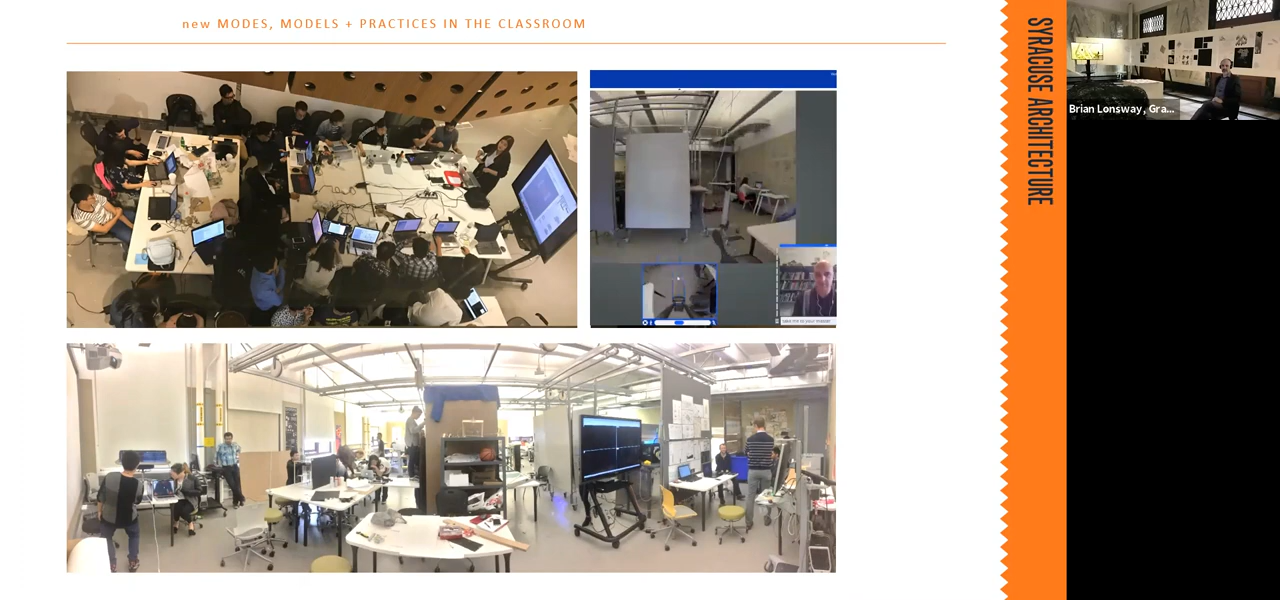 new MODES, MODELS + PRACTICES IN THE CLASSROOM
SYRACUSE ARCHITECTURE
Brian Lonsway, Gra...